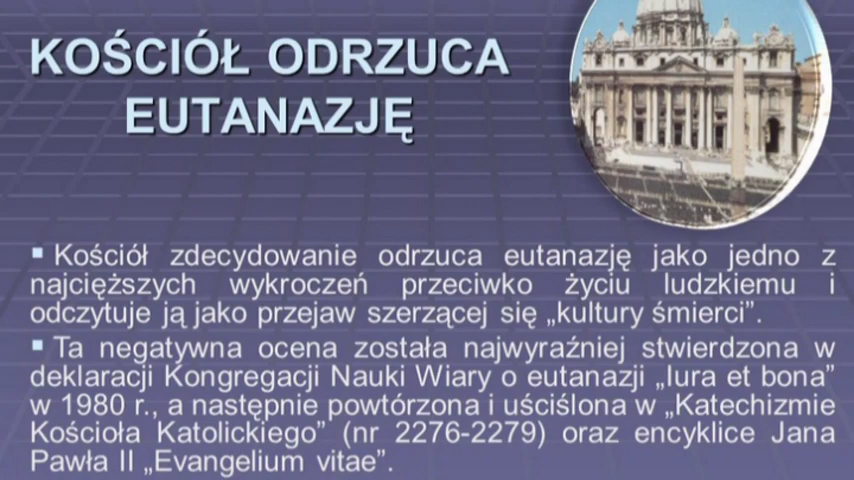 KOŚCIÓŁ ODRZUCA
EUTANAZJĘ
▪ Kościół zdecydowanie odrzuca eutanazję jako jedno z
najcięższych wykroczeń przeciwko życiu ludzkiemu i
odczytuje ją jako przejaw szerzącej się „kultury śmierci”.
▪ Ta negatywna ocena została najwyraźniej stwierdzona w
deklaracji Kongregacji Nauki Wiary o eutanazji „Iura et bona”
w 1980 r., a następnie powtórzona i uściślona w „Katechizmie
Kościoła Katolickiego” (nr 2276-2279) oraz encyklice Jana
Pawła II „Evangelium vitae”.